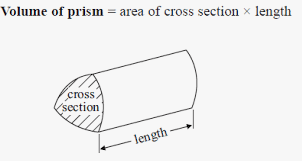 Volume of prism = area of cross section × length
cross
section
length